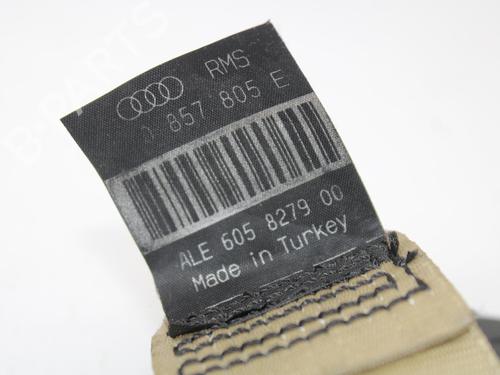 RMS
857 805 E
ALE 605 8279 00
Made in Turkey
B-PARTS